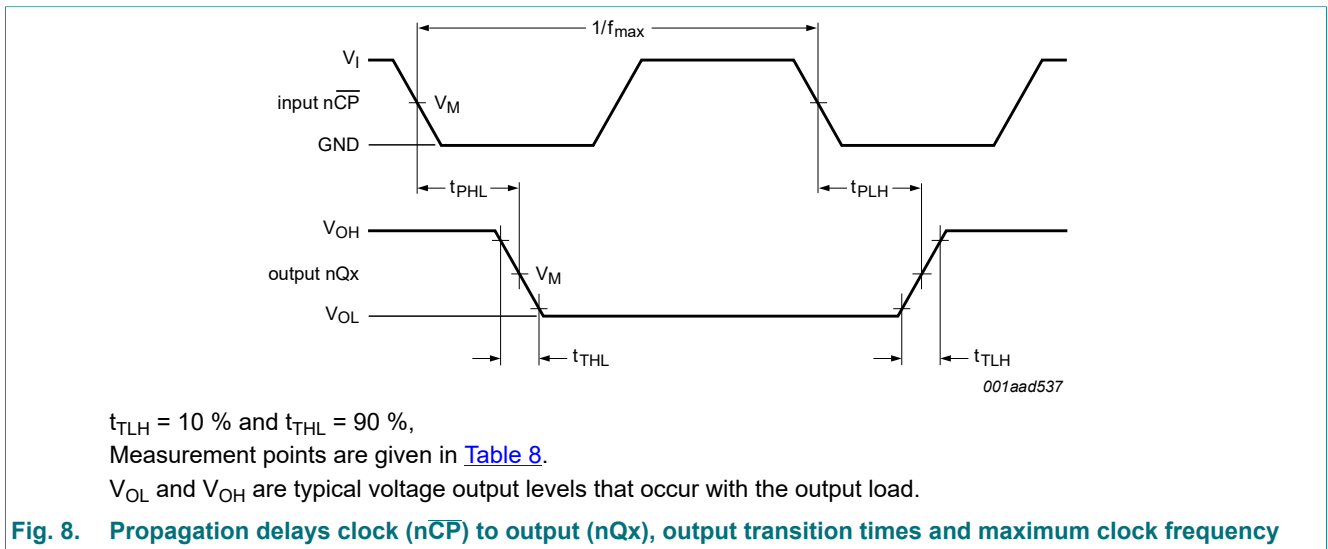 1/fmax
VI
input nC̅P̅
VM
GND
tPHL
tPLH
VOH
output nQx
VM
VOL
tTHL
tTLH
001aad537
tTLH = 10 % and tTHL = 90 %,
Measurement points are given in Table 8.
VOL and VOH are typical voltage output levels that occur with the output load.
Fig. 8. Propagation delays clock (nC̅P̅) to output (nQx), output transition times and maximum clock frequency